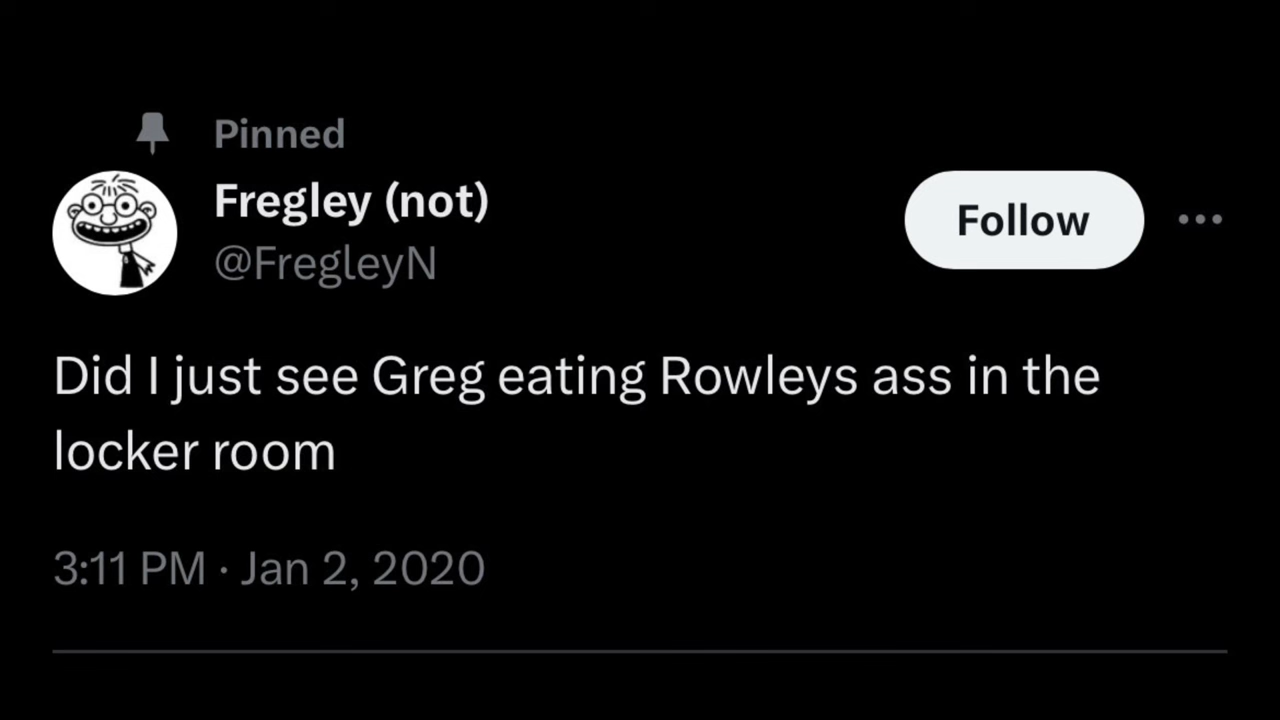 Pinned
Fregley (not)
@FregleyN
Follow
Did I just see Greg eating Rowleys ass in the
locker room
3:11 PM · Jan 2, 2020